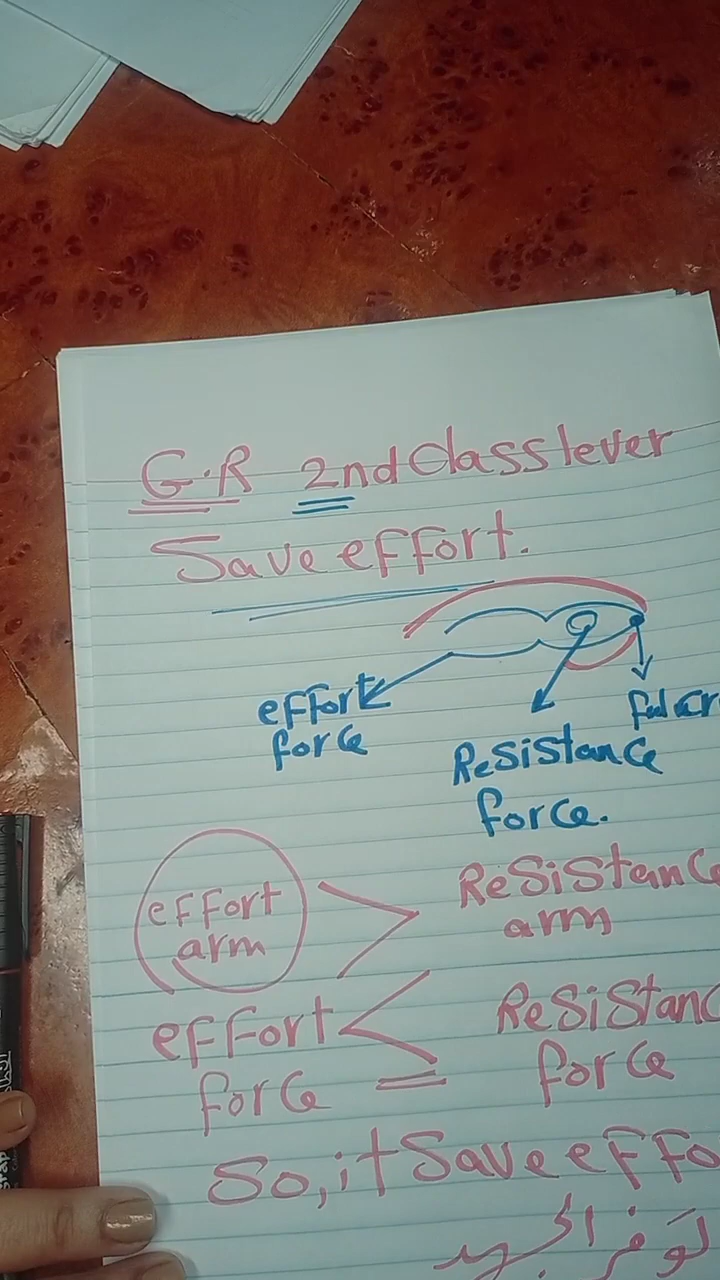 G.R 2nd Class lever
Save effort.
effort
force
Resistance
force.
fulcr
effort
arm
>
Resistance
arm
effort
force
<
=
Resistanc
force
So, it Save effo